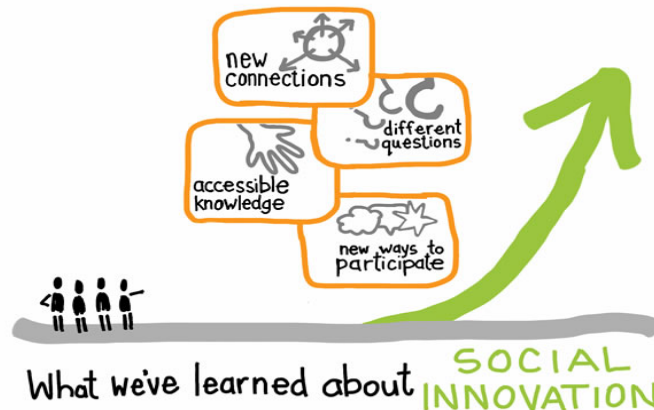 new
connections
different
questions
accessible
knowledge
new ways to
participate
What we've learned about SOCIAL
INNOVATION